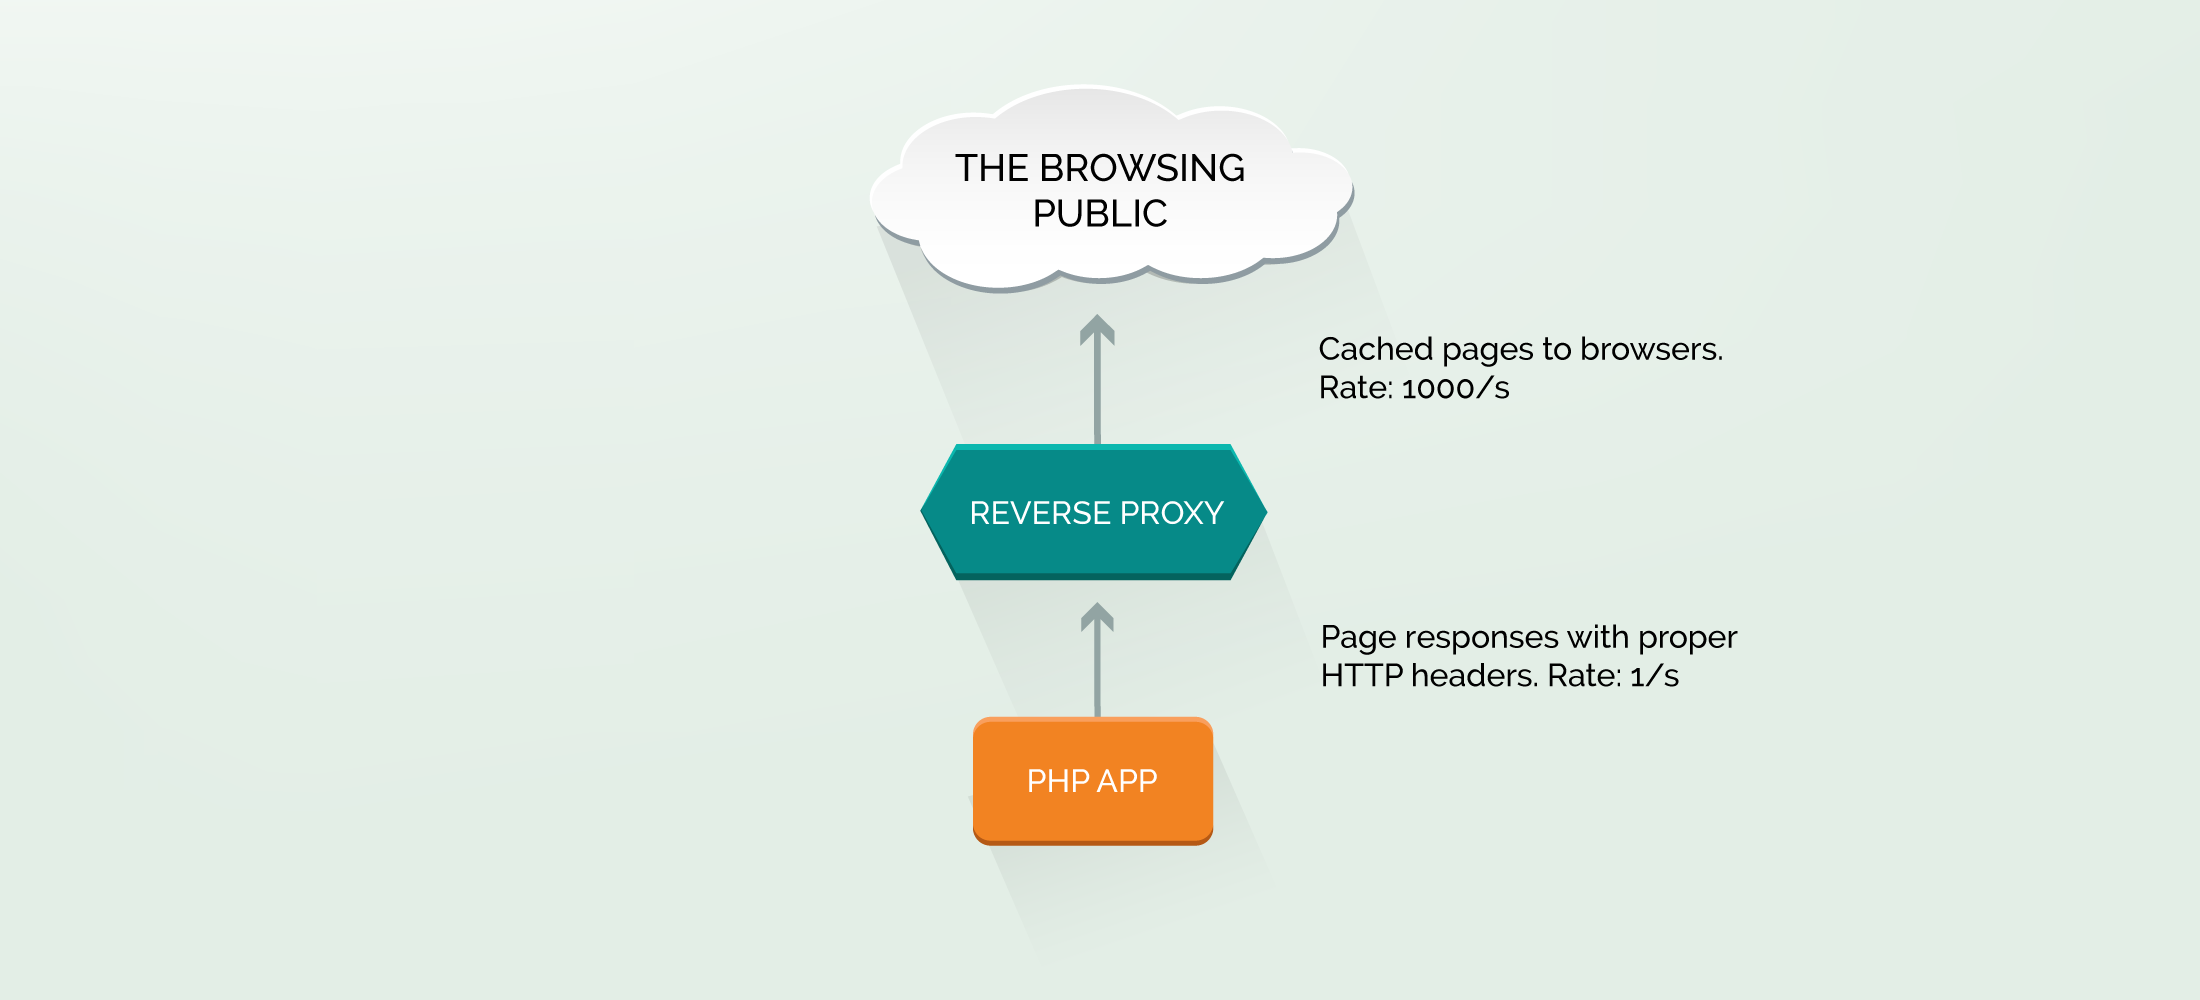 THE BROWSING
PUBLIC
Cached pages to browsers.
Rate: 1000/s
REVERSE PROXY
Page responses with proper
HTTP headers. Rate: 1/s
PHP APP